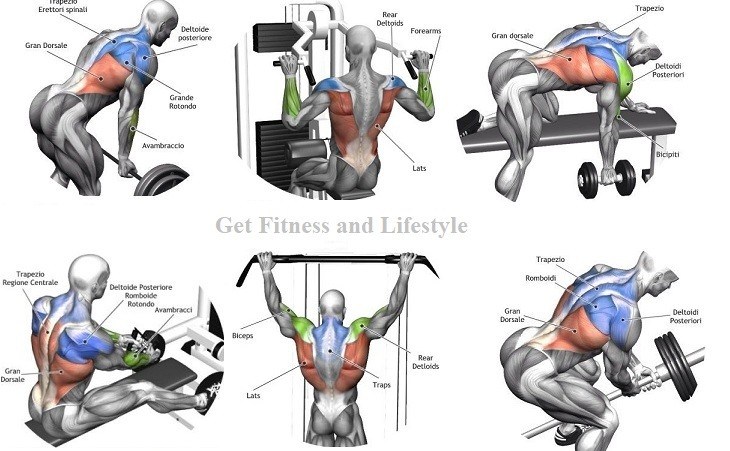 Trapezio
Erettori spinali
Deltoide
posteriore
Gran Dorsale
Grande
Rotondo
Avambraccio
Rear
Deltoids
Forearms
Lats
Trapezio
Gran dorsale
Deltoidi
Posteriori
Bicipiti
Get Fitness and Lifestyle
Trapezio
Regione Centrale
Deltoide Posteriore
Romboide
Rotondo
Avambracci
Gran
Dorsale
Biceps
Lats
Traps
Rear
Detloids
Trapezio
Romboidi
Gran
Dorsale
Deltoidi
Posteriori